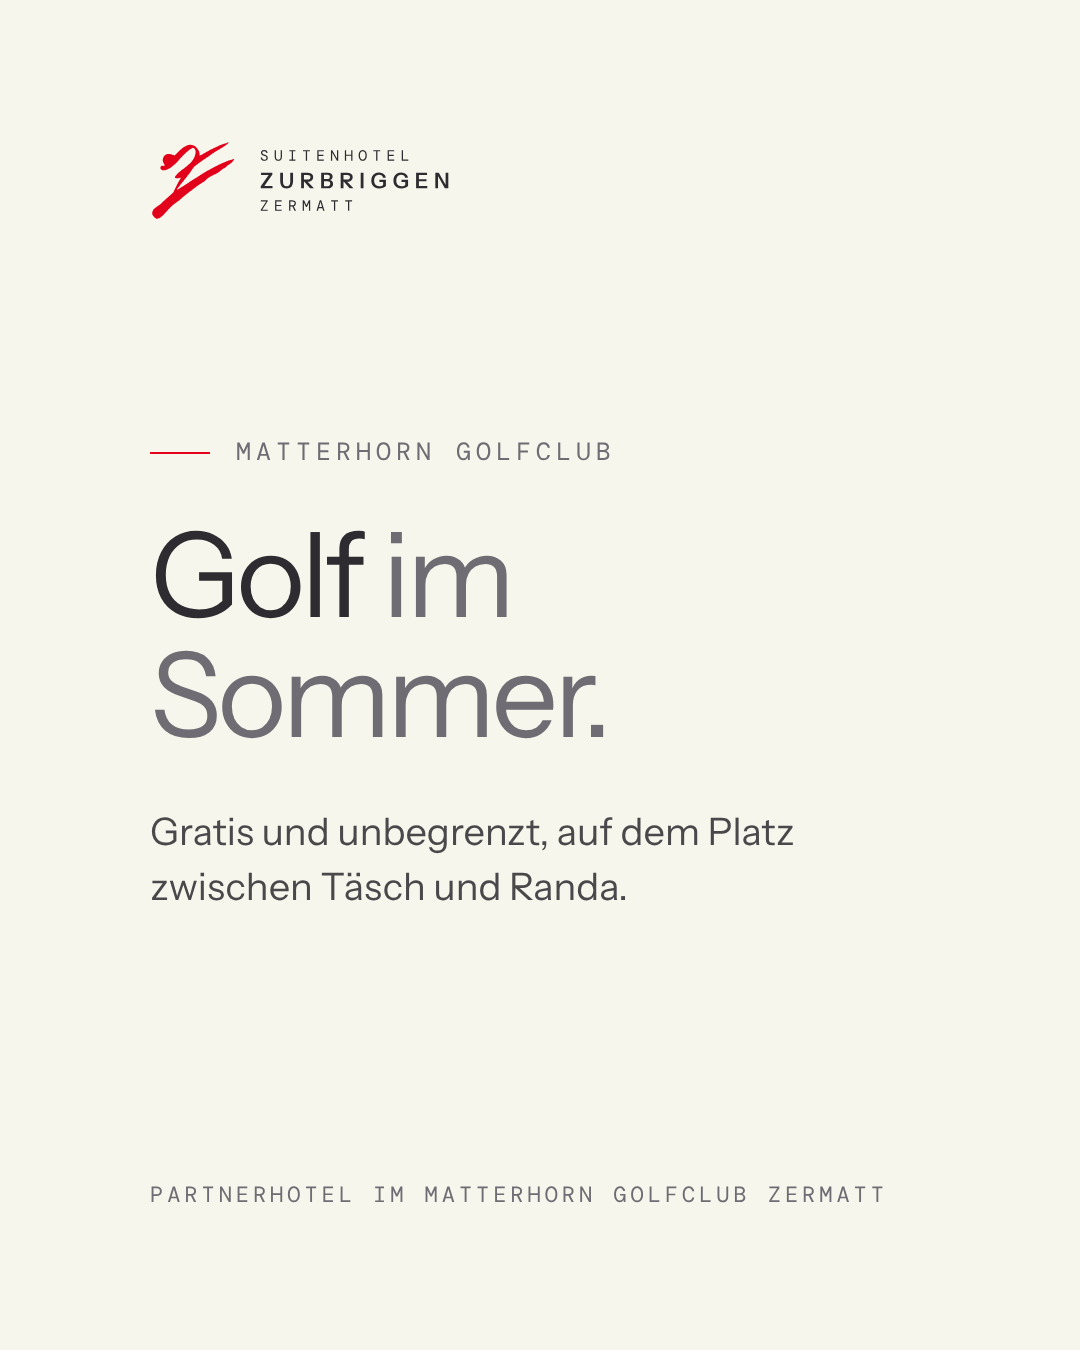 SUITENHOTEL
ZURBRIGGEN
ZERMATT
MATTERHORN GOLFCLUB
Golf im
Sommer.
Gratis und unbegrenzt, auf dem Platz
zwischen Täsch und Randa.
PARTNERHOTEL IM MATTERHORN GOLFCLUB ZERMATT